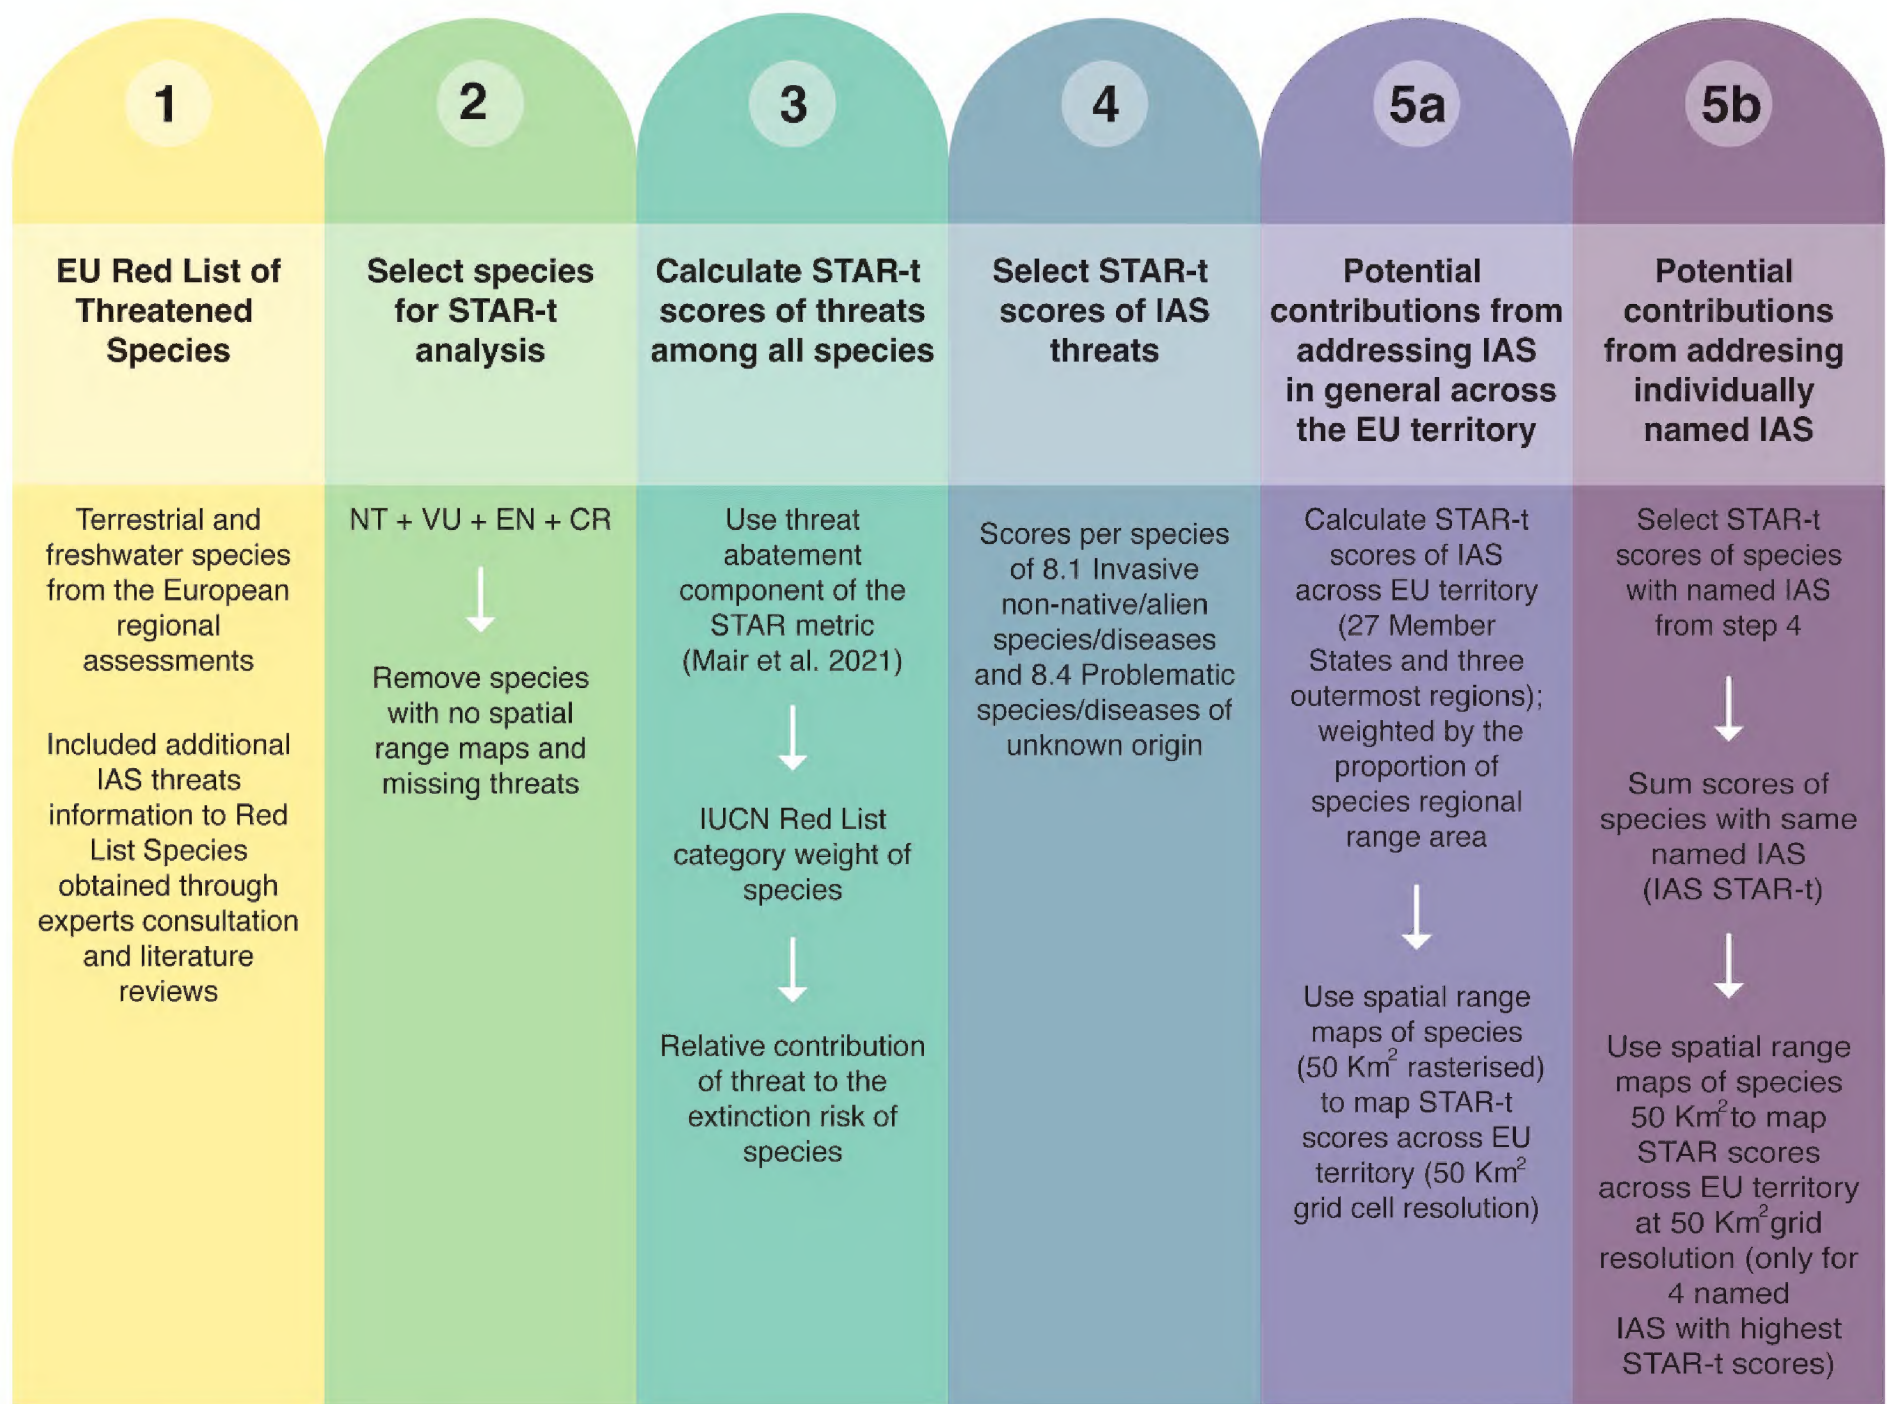 1
EU Red List of
Threatened
Species
Terrestrial and
freshwater species
from the European
regional
assessments
Included additional
IAS threats
information to Red
List Species
obtained through
experts consultation
and literature
reviews
2
Select species
for STAR-t
analysis
NT + VU + EN + CR
Remove species
with no spatial
range maps and
missing threats
3
Calculate STAR-t
scores of threats
among all species
Use threat
abatement
component of the
STAR metric
(Mair et al. 2021)
IUCN Red List
category weight of
species
Relative contribution
of threat to the
extinction risk of
species
4
Select STAR-t
scores of IAS
threats
Scores per species
of 8.1 Invasive
non-native/alien
species/diseases
and 8.4 Problematic
species/diseases of
unknown origin
5a
Potential
contributions from
addressing IAS
in general across
the EU territory
Calculate STAR-t
scores of IAS
across EU territory
(27 Member
States and three
outermost regions);
weighted by the
proportion of
species regional
range area
Use spatial range
maps of species
(50 Km² rasterised)
to map STAR-t
scores across EU
territory (50 Km²
grid cell resolution)
5b
Potential
contributions
from addresing
individually
named IAS
Select STAR-t
scores of species
with named IAS
from step 4
Sum scores of
species with same
named IAS
(IAS STAR-t)
Use spatial range
maps of species
50 Km² to map
STAR scores
across EU territory
at 50 Km² grid
resolution (only for
4 named
IAS with highest
STAR-t scores)